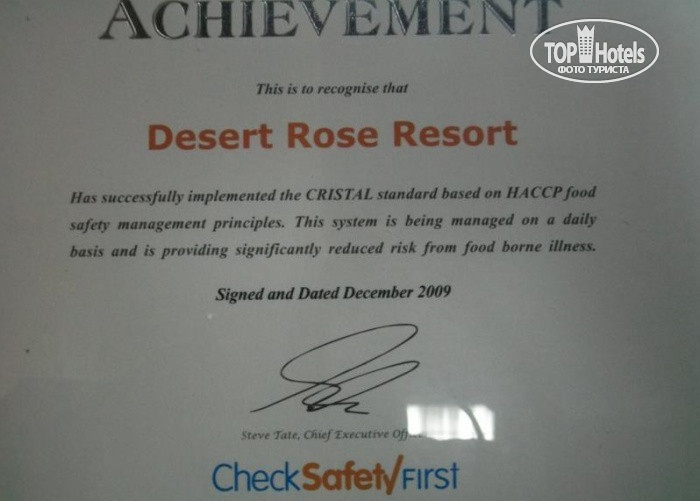 ACHIEVEMENT
TOP Hotels
ФОТО ТУРИСТА
This is to recognise that
Desert Rose Resort
Has successfully implemented the CRISTAL standard based on HACCP food
safety management principles. This system is being managed on a daily
basis and is providing significantly reduced risk from food borne illness.
Signed and Dated December 2009
Steve Tate, Chief Executive
CheckSafetyFirst